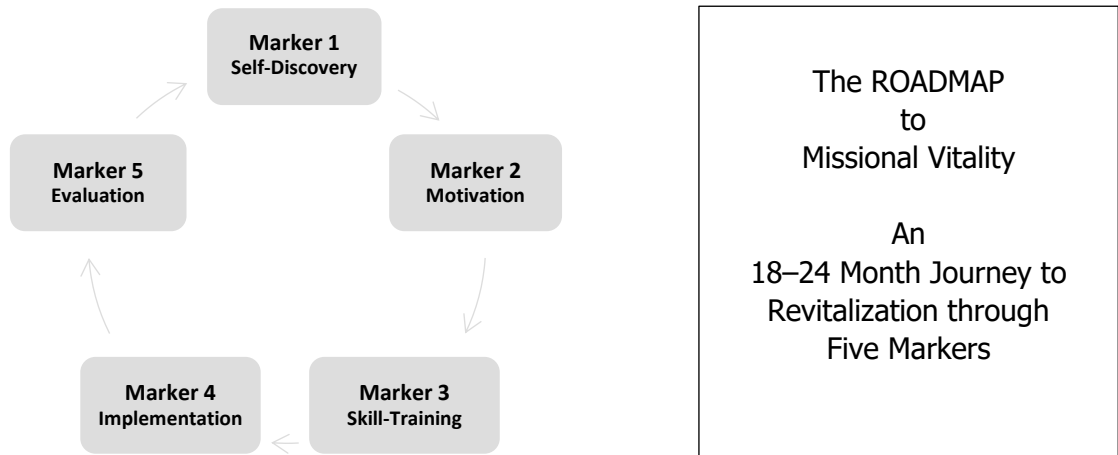 Marker 1
Self-Discovery
Marker 2
Motivation
Marker 3
Skill-Training
Marker 4
Implementation
Marker 5
Evaluation
The ROADMAP
to
Missional Vitality
An
18–24 Month Journey to
Revitalization through
Five Markers